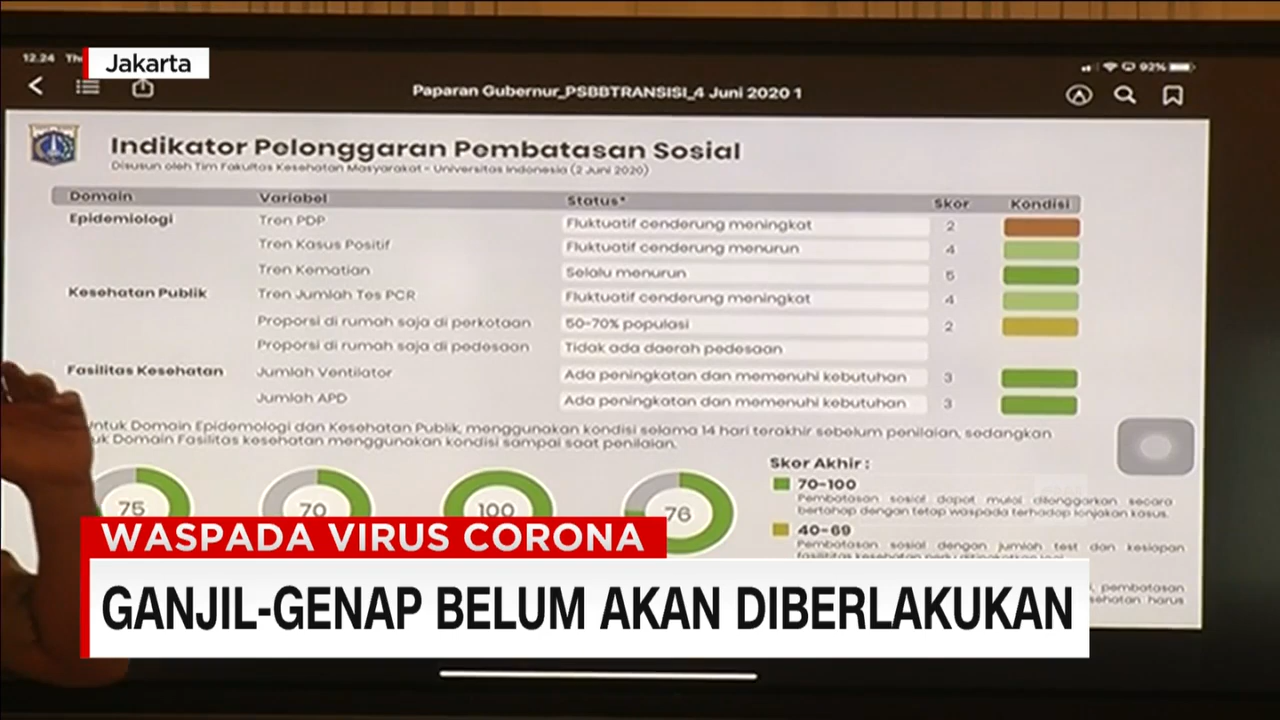 Jakarta
12.24
92%
Paparan Gubernur_PSBBTRANSISI_4 Juni 2020 1
Indikator Pelonggaran Pembatasan Sosial
Disusun oleh Tim Fakultas Kesehatan Masyarakat - Universitas Indonesia (2 Juni 2020)
Domain Variabel Status* Skor Kondisi
Epidemiologi Tren PDP Fluktuatif cenderung meningkat 2
Tren Kasus Positif Fluktuatif cenderung menurun 4
Tren Kematian Selalu menurun 5
Kesehatan Publik Tren Jumlah Tes PCR Fluktuatif cenderung meningkat 4
Proporsi di rumah saja di perkotaan 50-70% populasi 2
Proporsi di rumah saja di pedesaan Tidak ada daerah pedesaan
Fasilitas Kesehatan Jumlah Ventilator Ada peningkatan dan memenuhi kebutuhan 3
Jumlah APD Ada peningkatan dan memenuhi kebutuhan 3
Untuk Domain Epidemiologi dan Kesehatan Publik, menggunakan kondisi selama 14 hari terakhir sebelum penilaian, sedangkan
uk Domain Fasilitas kesehatan menggunakan kondisi sampai saat penilaian.
75 70 100 76
Skor Akhir :
70-100
Pembatasan sosial dapat mulai dilonggarkan secara
bertahap dengan tetap waspada terhadap lonjakan kasus.
40-69
Pembatasan sosial dengan jumlah test dan kesiapan
pembatasan
harus
WASPADA VIRUS CORONA
GANJIL-GENAP BELUM AKAN DIBERLAKUKAN